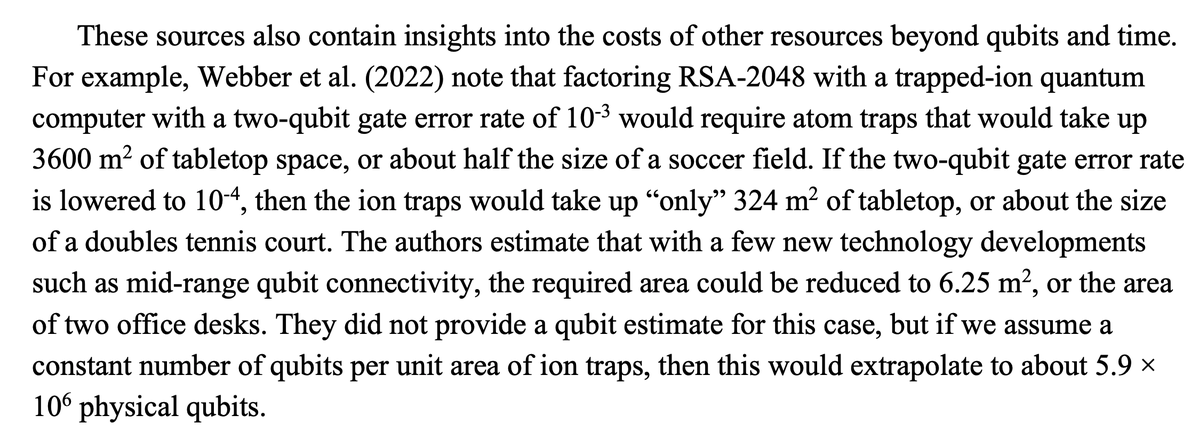 These sources also contain insights into the costs of other resources beyond qubits and time.
For example, Webber et al. (2022) note that factoring RSA-2048 with a trapped-ion quantum
computer with a two-qubit gate error rate of 10⁻³ would require atom traps that would take up
3600 m² of tabletop space, or about half the size of a soccer field. If the two-qubit gate error rate
is lowered to 10⁻⁴, then the ion traps would take up “only” 324 m² of tabletop, or about the size
of a doubles tennis court. The authors estimate that with a few new technology developments
such as mid-range qubit connectivity, the required area could be reduced to 6.25 m², or the area
of two office desks. They did not provide a qubit estimate for this case, but if we assume a
constant number of qubits per unit area of ion traps, then this would extrapolate to about 5.9 ×
10⁶ physical qubits.